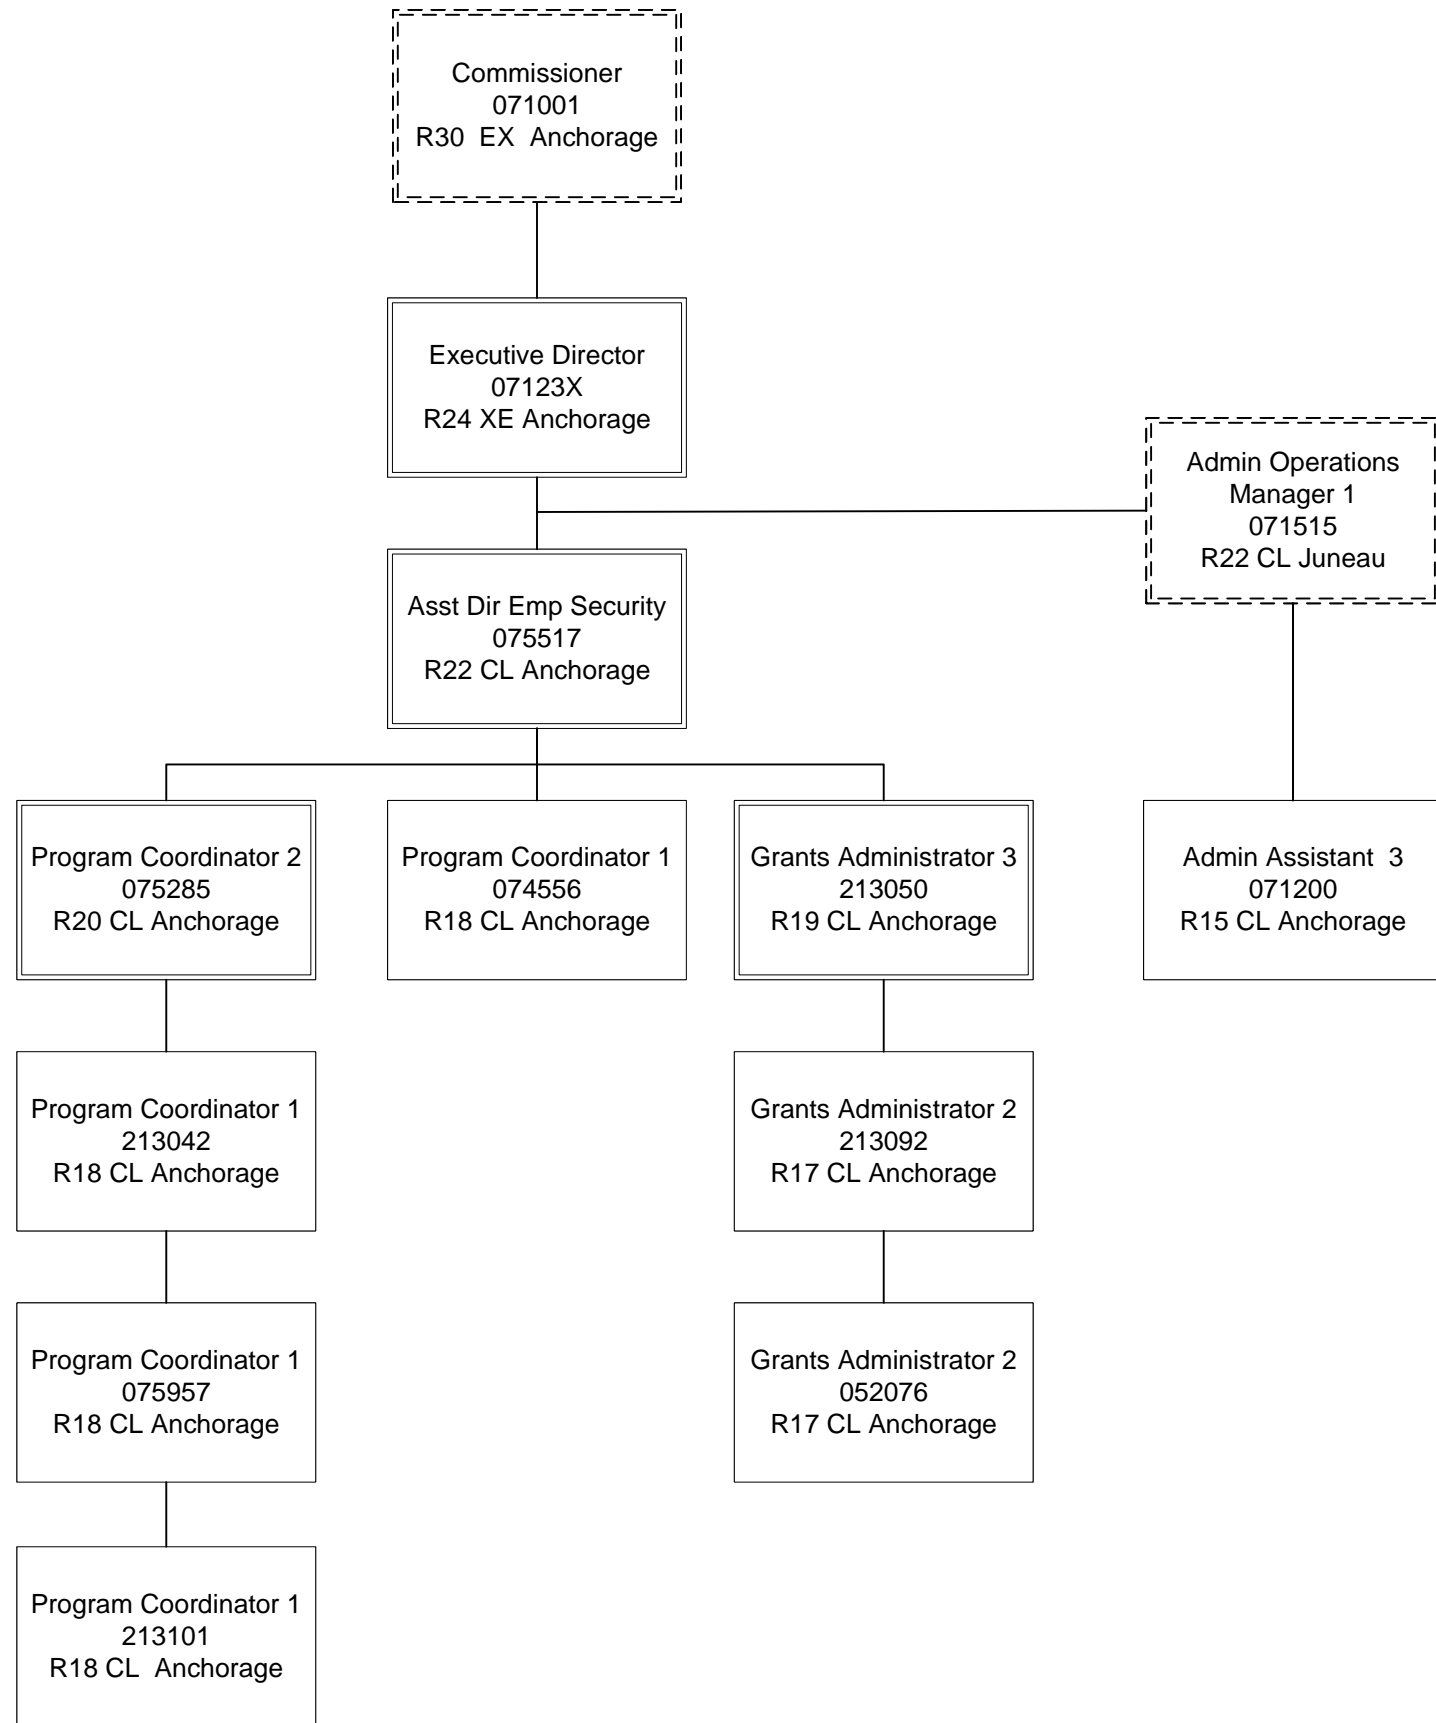 Commissioner
071001
R30 EX Anchorage
Executive Director
07123X
R24 XE Anchorage
Admin Operations
Manager 1
071515
R22 CL Juneau
Asst Dir Emp Security
075517
R22 CL Anchorage
Program Coordinator 2
075285
R20 CL Anchorage
Program Coordinator 1
074556
R18 CL Anchorage
Grants Administrator 3
213050
R19 CL Anchorage
Admin Assistant 3
071200
R15 CL Anchorage
Program Coordinator 1
213042
R18 CL Anchorage
Grants Administrator 2
213092
R17 CL Anchorage
Program Coordinator 1
075957
R18 CL Anchorage
Grants Administrator 2
052076
R17 CL Anchorage
Program Coordinator 1
213101
R18 CL Anchorage